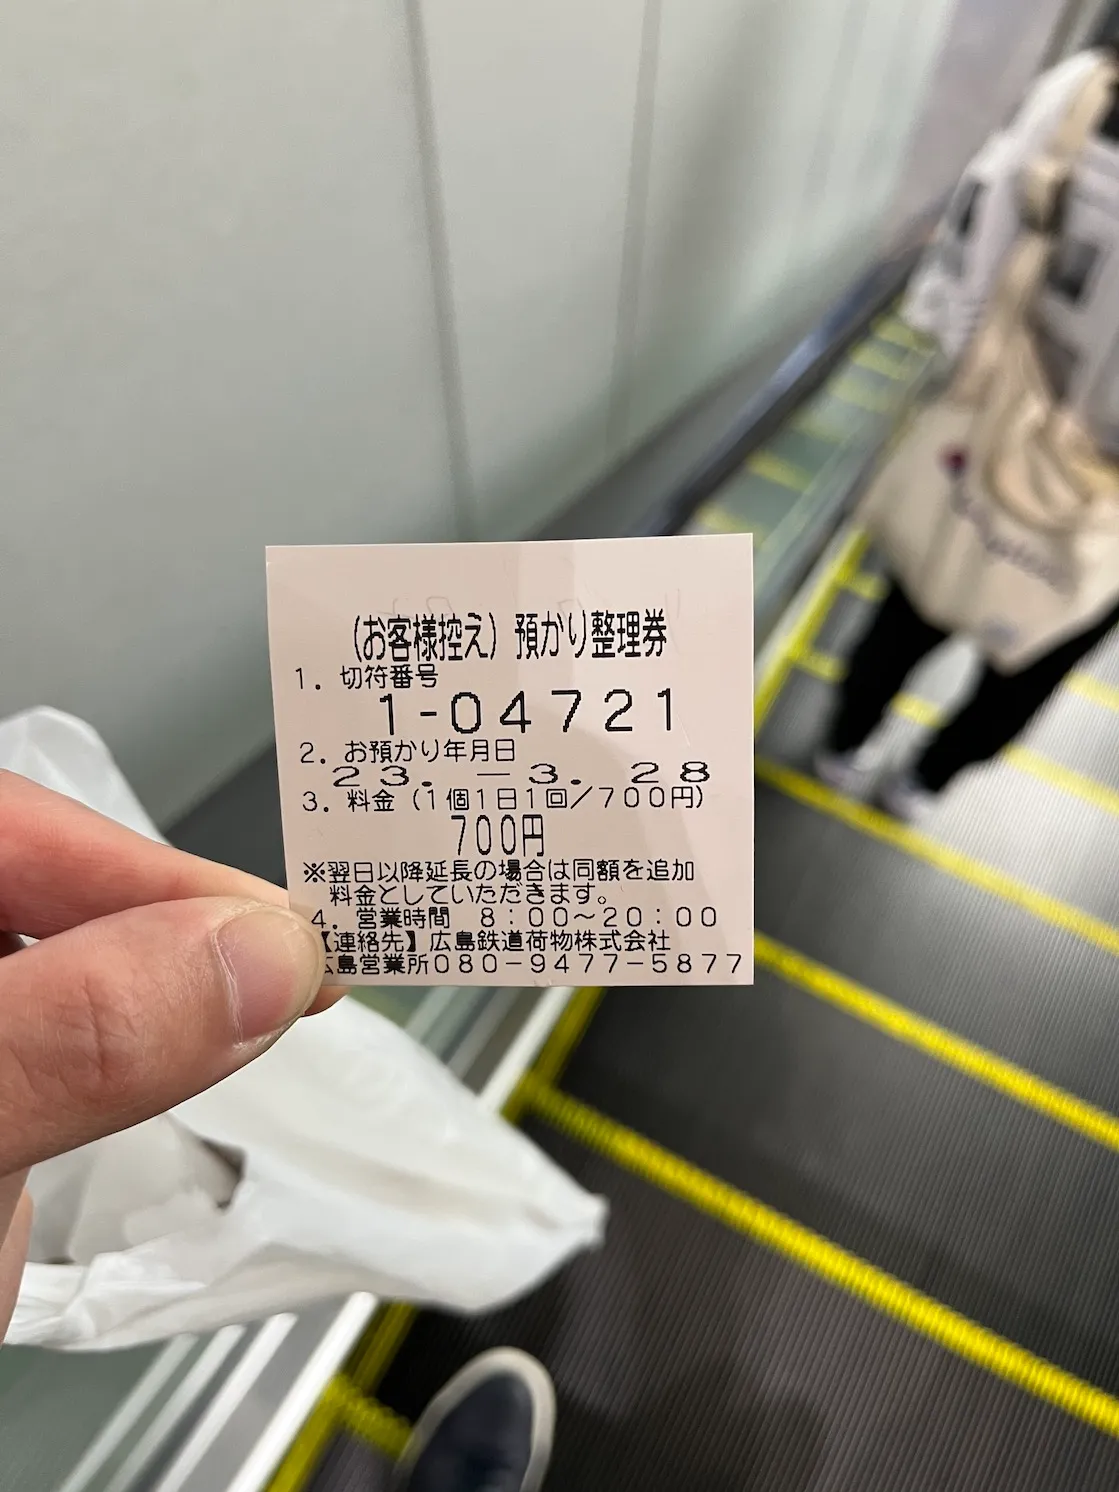 (お客様控え) 預かり整理券
1. 切符番号
1-04721
2. お預かり年月日
23. －3. 28
3. 料金(1個1日1回/700円)
700円
※翌日以降延長の場合は同額を追加
料金としていただきます。
4. 営業時間 8:00～20:00
【連絡先】広島鉄道荷物株式会社
広島営業所080-9477-5877